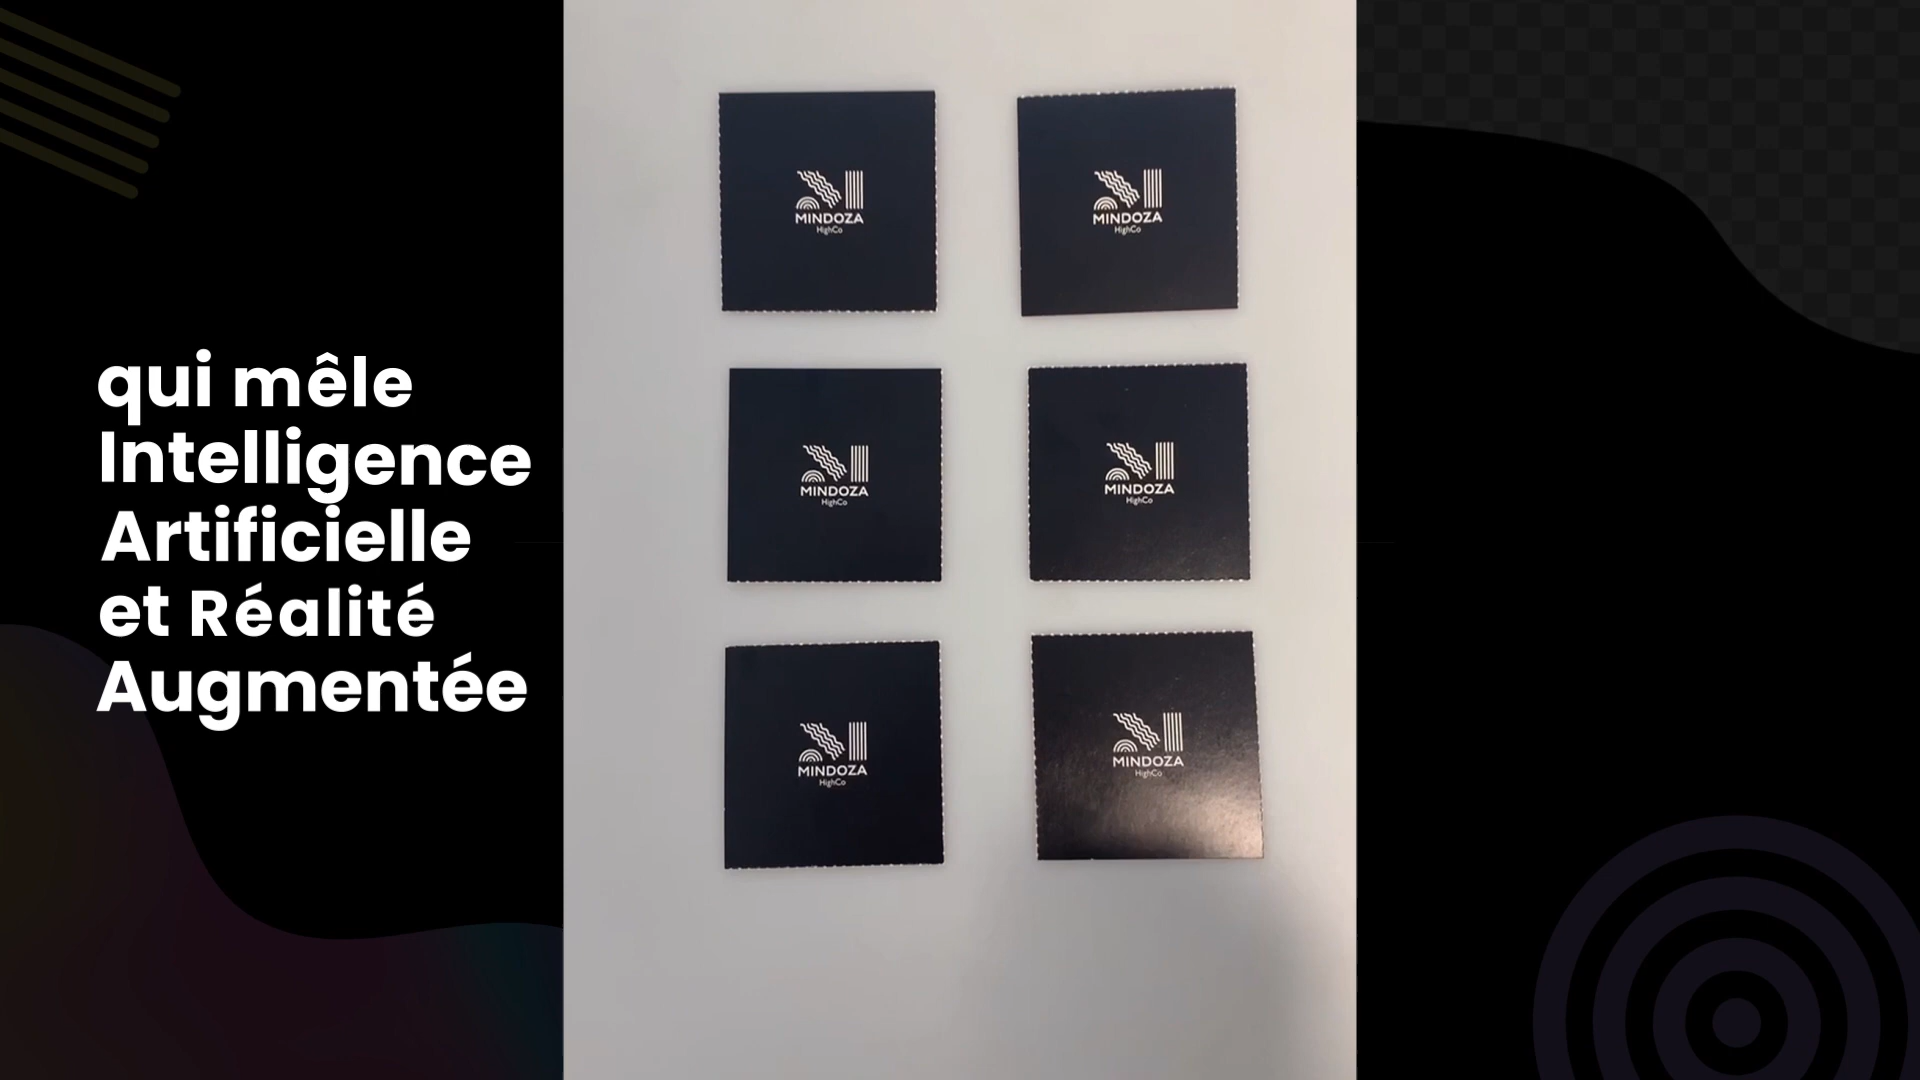 qui mêle
Intelligence
Artificielle
et Réalité
Augmentée
MINDOZA
HighCo
MINDOZA
HighCo
MINDOZA
HighCo
MINDOZA
HighCo
MINDOZA
HighCo
MINDOZA
HighCo